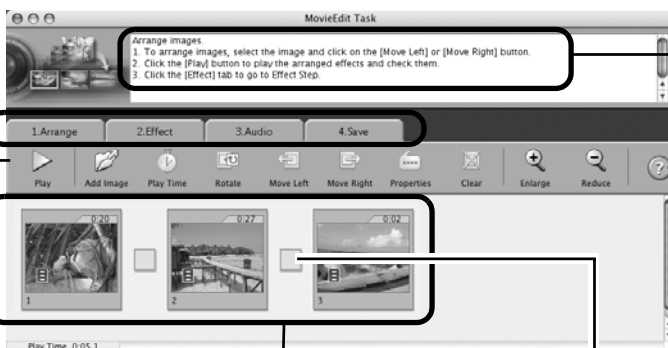 MovieEdit Task
Arrange images.
1. To arrange images, select the image and click on the [Move Left] or [Move Right] button.
2. Click the [Play] button to play the arranged effects and check them.
3. Click the [Effect] tab to go to Effect Step.
1.Arrange 2.Effect 3.Audio 4.Save
Play Add Image Play Time Rotate Move Left Move Right Properties Clear Enlarge Reduce ?
0:20 0:27 0:02
1 2 3
Play Time 0:05.1